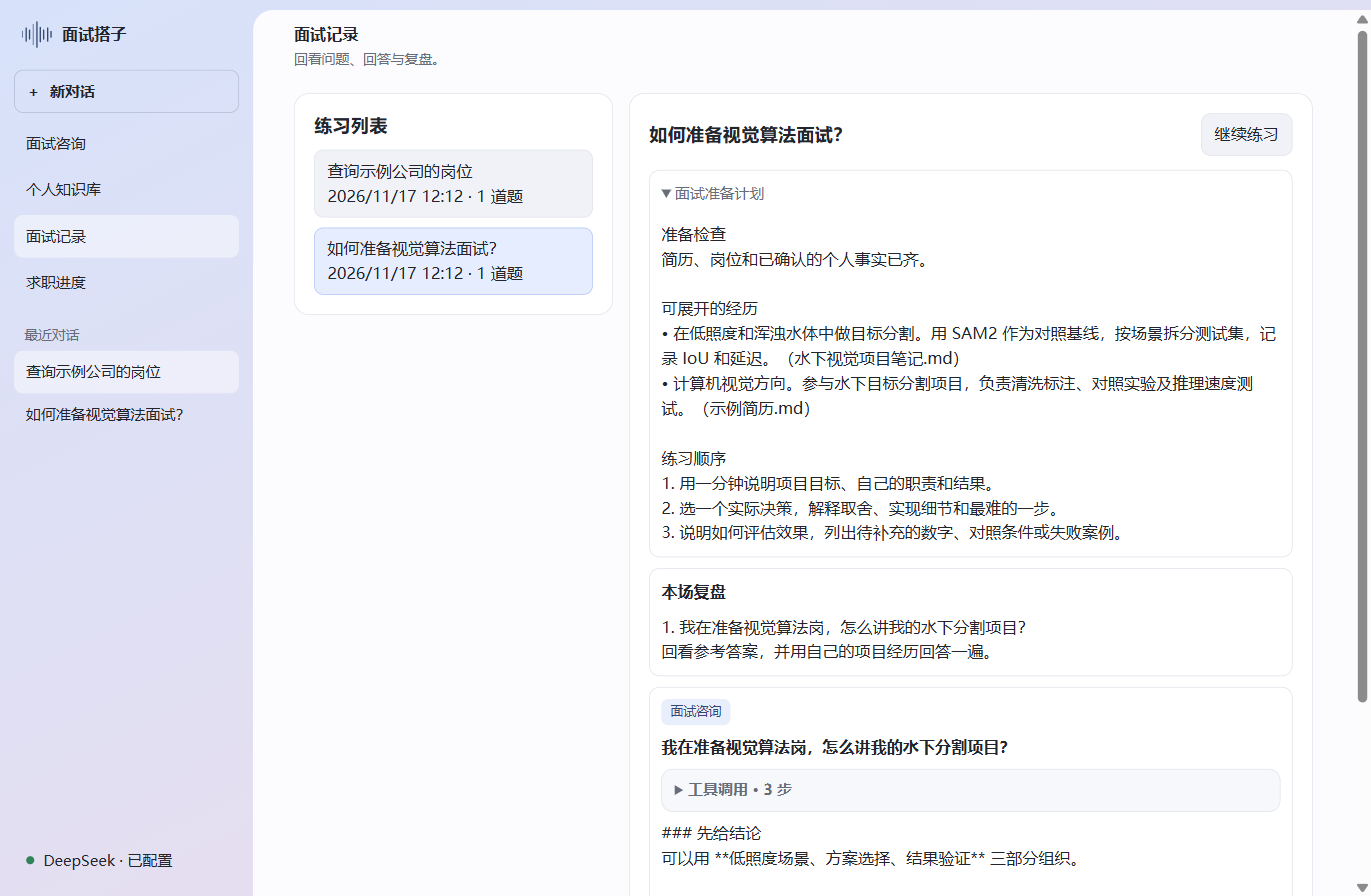 面试搭子
+ 新对话
面试咨询
个人知识库
面试记录
求职进度
最近对话
查询示例公司的岗位
如何准备视觉算法面试？
DeepSeek · 已配置
面试记录
回看问题、回答与复盘。
练习列表
查询示例公司的岗位
2026/11/17 12:12 · 1 道题
如何准备视觉算法面试？
2026/11/17 12:12 · 1 道题
如何准备视觉算法面试？
继续练习
▼面试准备计划
准备检查
简历、岗位和已确认的个人事实已齐。
可展开的经历
• 在低照度和浑浊水体中做目标分割。用 SAM2 作为对照基线，按场景拆分测试集，记
录 IoU 和延迟。（水下视觉项目笔记.md）
• 计算机视觉方向。参与水下目标分割项目，负责清洗标注、对照实验及推理速度测
试。（示例简历.md）
练习顺序
1. 用一分钟说明项目目标、自己的职责和结果。
2. 选一个实际决策，解释取舍、实现细节和最难的一步。
3. 说明如何评估效果，列出待补充的数字、对照条件或失败案例。
本场复盘
1. 我在准备视觉算法岗，怎么讲我的水下分割项目？
回看参考答案，并用自己的项目经历回答一遍。
面试咨询
我在准备视觉算法岗，怎么讲我的水下分割项目？
▶工具调用 • 3 步
### 先给结论
可以用 **低照度场景、方案选择、结果验证** 三部分组织。